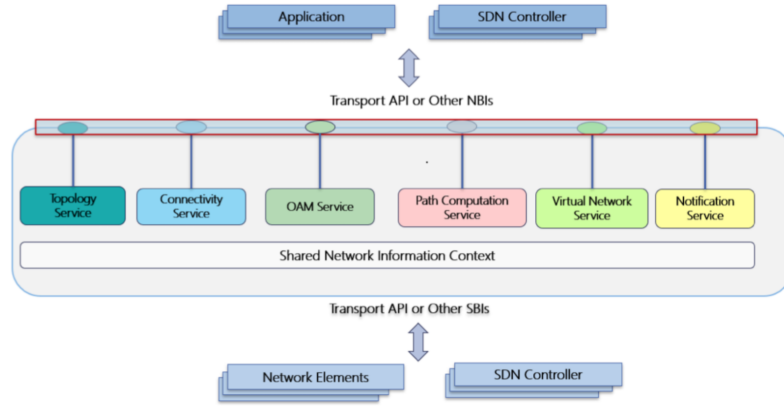 Application
SDN Controller
Transport API or Other NBIs
Topology
Service
Connectivity
Service
OAM Service
Path Computation
Service
Virtual Network
Service
Notification
Service
Shared Network Information Context
Transport API or Other SBIs
Network Elements
SDN Controller